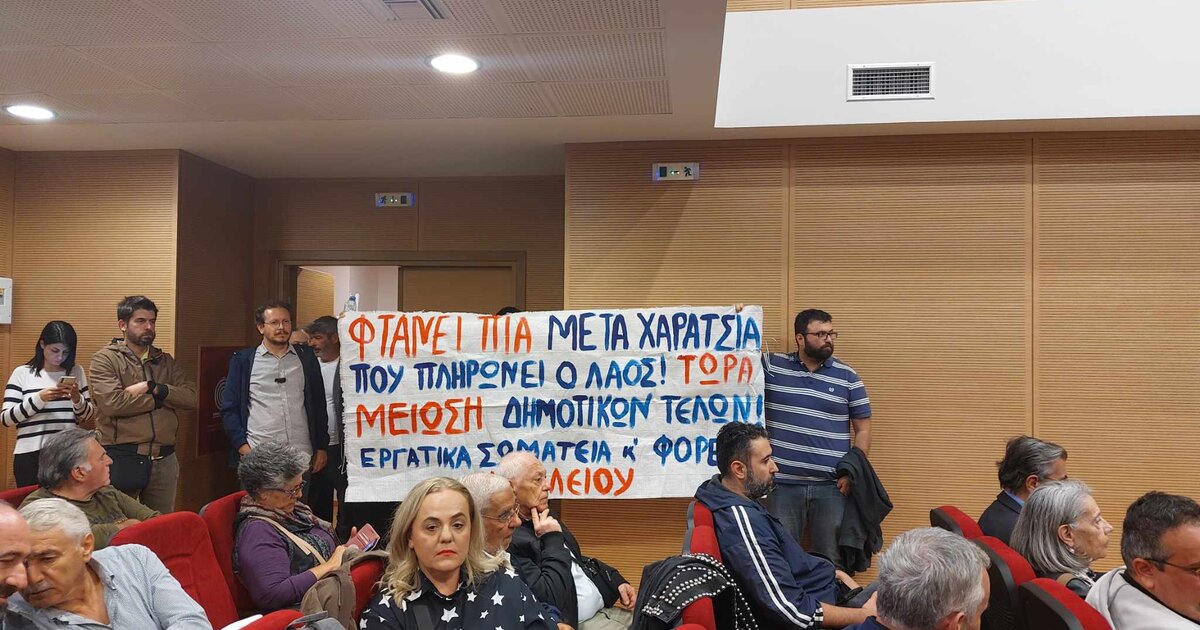 ΦΤΑΝΕΙ ΠΙΑ ΜΕ ΤΑ ΧΑΡΑΤΣΙΑ
ΠΟΥ ΠΛΗΡΩΝΕΙ Ο ΛΑΟΣ! ΤΩΡΑ
ΜΕΙΩΣΗ ΔΗΜΟΤΙΚΩΝ ΤΕΛΩΝ!
ΕΡΓΑΤΙΚΑ ΣΩΜΑΤΕΙΑ κ' ΦΟΡΕ
ΛΕΙΟΥ